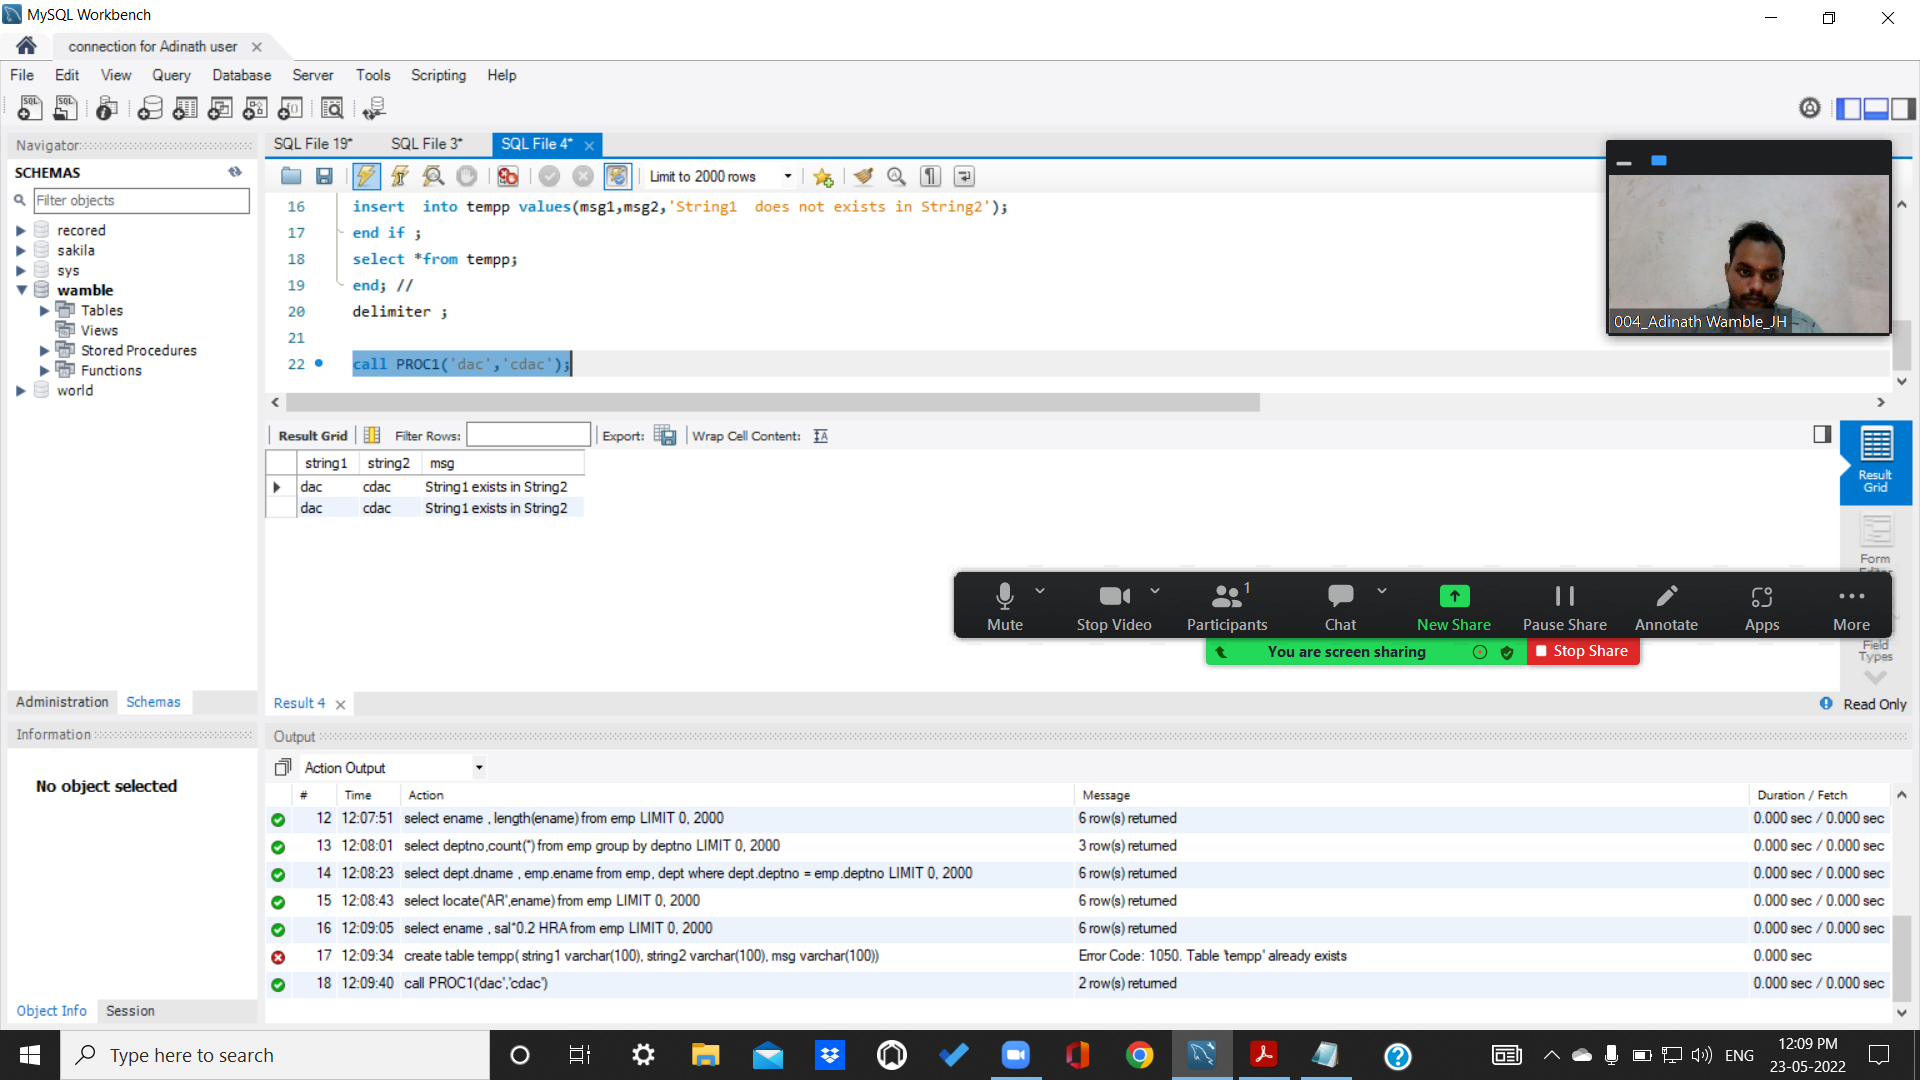 MySQL Workbench
connection for Adinath user
File Edit View Query Database Server Tools Scripting Help
Navigator
SCHEMAS
Filter objects
recored
sakila
sys
wamble
Tables
Views
Stored Procedures
Functions
world
Administration Schemas
Information
No object selected
Object Info Session
SQL File 19* SQL File 3* SQL File 4*
Limit to 2000 rows
16 insert into tempp values(msg1,msg2,'String1 does not exists in String2');
17 end if ;
18 select *from tempp;
19 end; //
20 delimiter ;
21
22 call PROC1('dac','cdac');
004_Adinath Wamble_JH
Result Grid Filter Rows: Export: Wrap Cell Content:
string1 string2 msg
dac cdac String1 exists in String2
dac cdac String1 exists in String2
Result Grid
Form
Field Types
Mute Stop Video Participants 1 Chat New Share Pause Share Annotate Apps More
You are screen sharing Stop Share
Result 4 Read Only
Output
Action Output
# Time Action Message Duration / Fetch
12 12:07:51 select ename , length(ename) from emp LIMIT 0, 2000 6 row(s) returned 0.000 sec / 0.000 sec
13 12:08:01 select deptno,count(*) from emp group by deptno LIMIT 0, 2000 3 row(s) returned 0.000 sec / 0.000 sec
14 12:08:23 select dept.dname , emp.ename from emp, dept where dept.deptno = emp.deptno LIMIT 0, 2000 6 row(s) returned 0.000 sec / 0.000 sec
15 12:08:43 select locate('AR',ename) from emp LIMIT 0, 2000 6 row(s) returned 0.000 sec / 0.000 sec
16 12:09:05 select ename , sal*0.2 HRA from emp LIMIT 0, 2000 6 row(s) returned 0.000 sec / 0.000 sec
17 12:09:34 create table tempp( string1 varchar(100), string2 varchar(100), msg varchar(100)) Error Code: 1050. Table 'tempp' already exists 0.000 sec
18 12:09:40 call PROC1('dac','cdac') 2 row(s) returned 0.000 sec / 0.000 sec
Type here to search
ENG
12:09 PM
23-05-2022